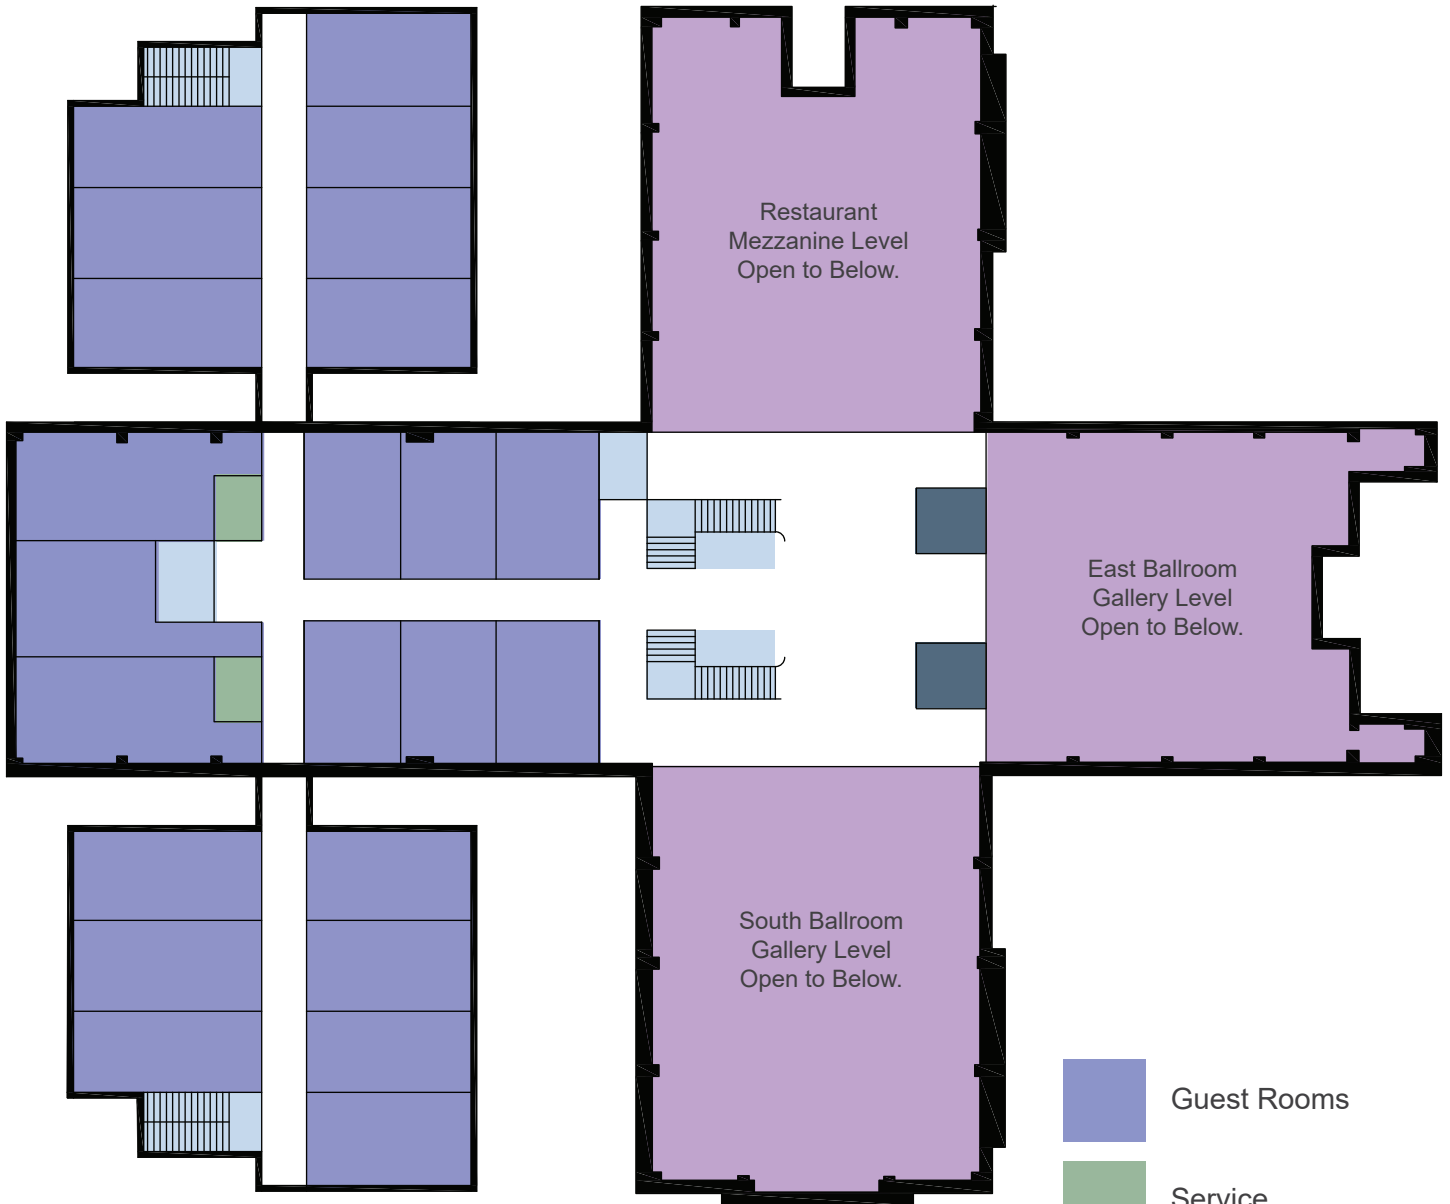 Restaurant
Mezzanine Level
Open to Below.
East Ballroom
Gallery Level
Open to Below.
South Ballroom
Gallery Level
Open to Below.
Guest Rooms
Service